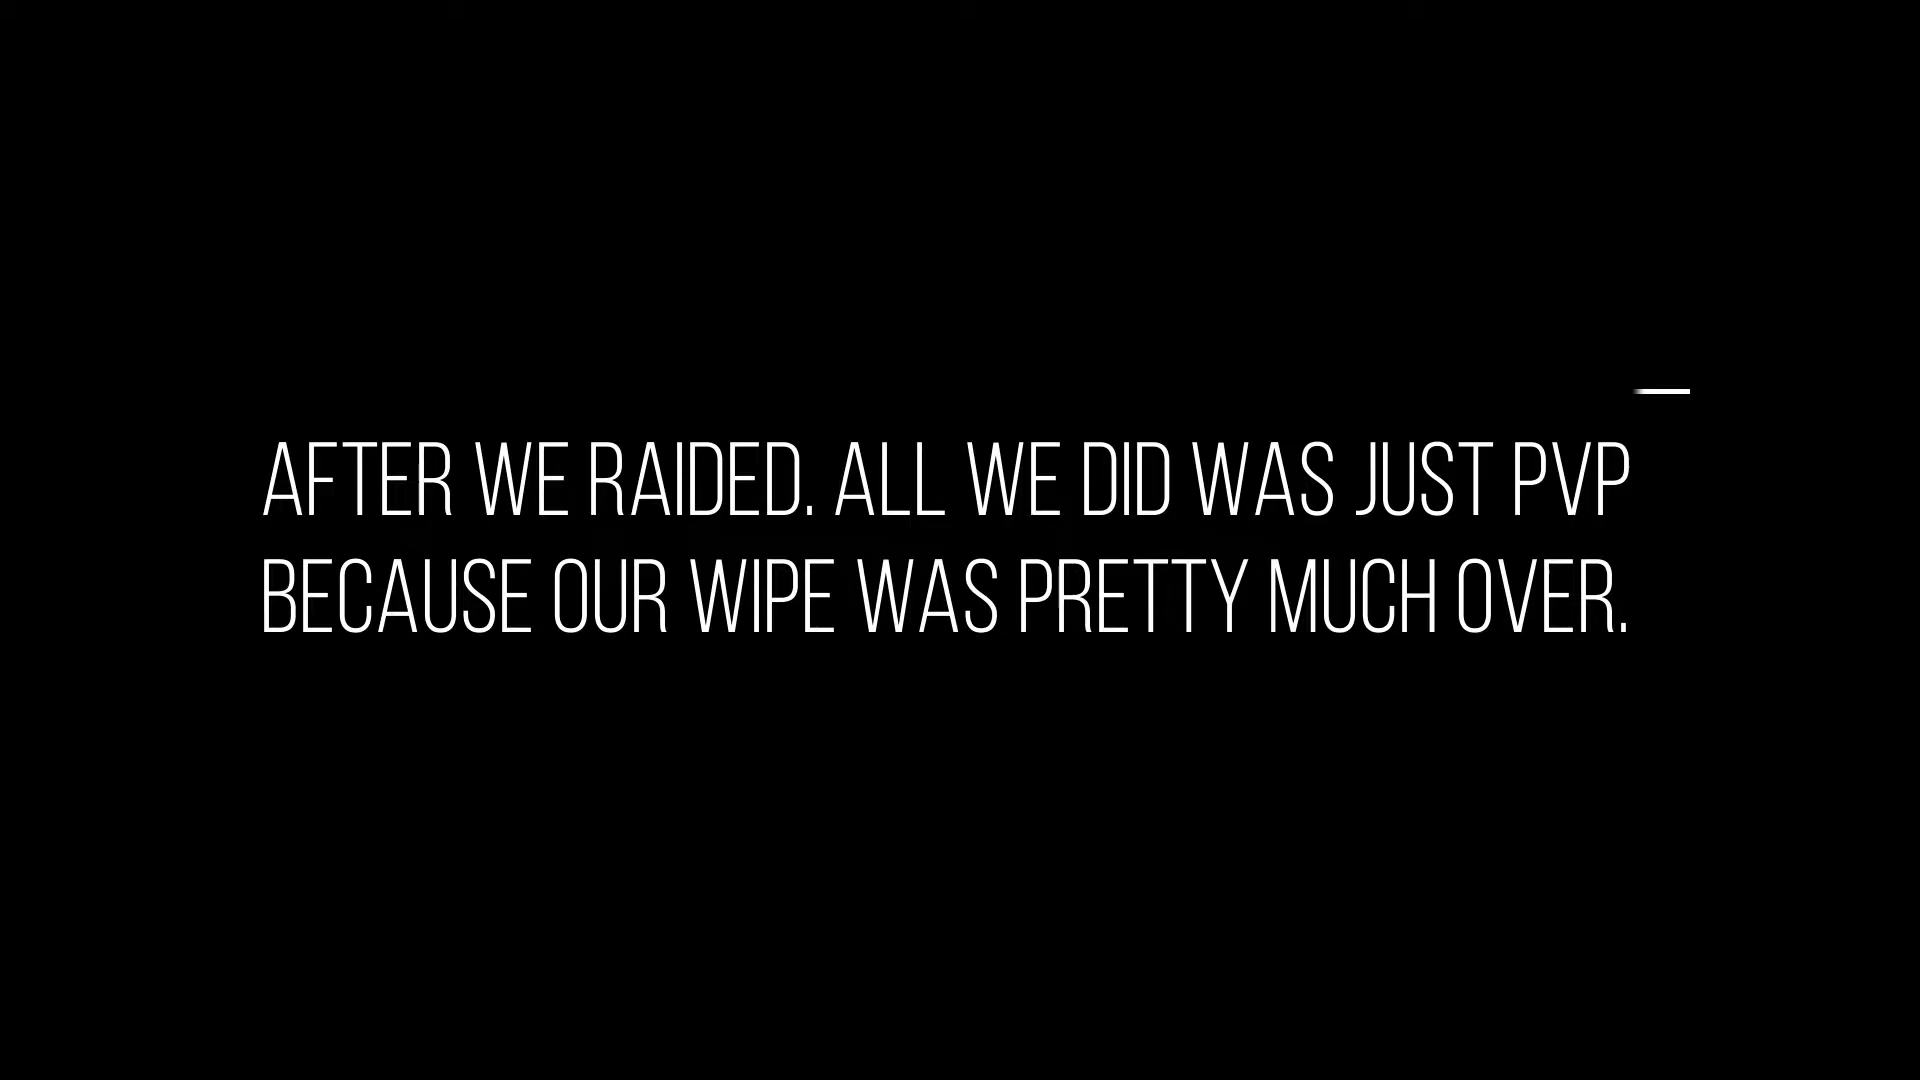 AFTER WE RAIDED. ALL WE DID WAS JUST PVP
BECAUSE OUR WIPE WAS PRETTY MUCH OVER.